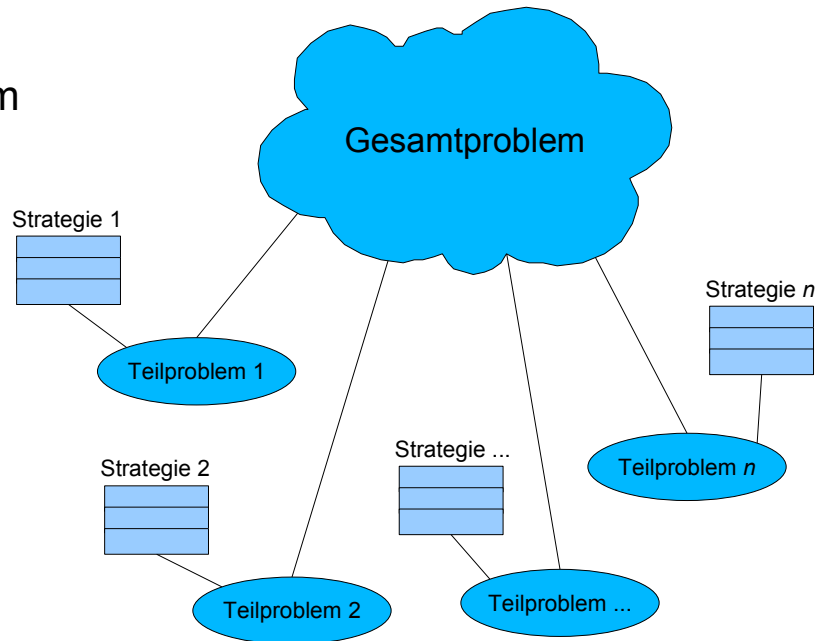 m
Gesamtproblem
Strategie 1
Teilproblem 1
Strategie n
Teilproblem n
Strategie 2
Teilproblem 2
Strategie ...
Teilproblem ...